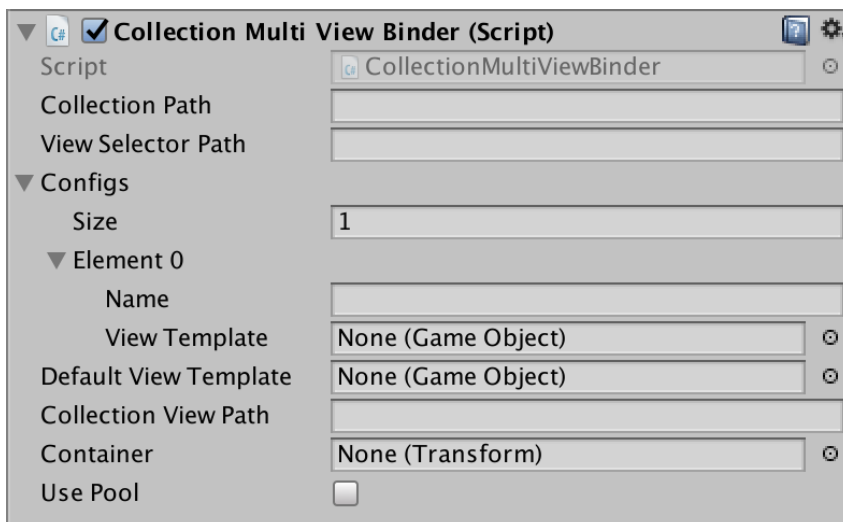 Collection Multi View Binder (Script)
Script CollectionMultiViewBinder
Collection Path
View Selector Path
Configs
Size 1
Element 0
Name
View Template None (Game Object)
Default View Template None (Game Object)
Collection View Path
Container None (Transform)
Use Pool